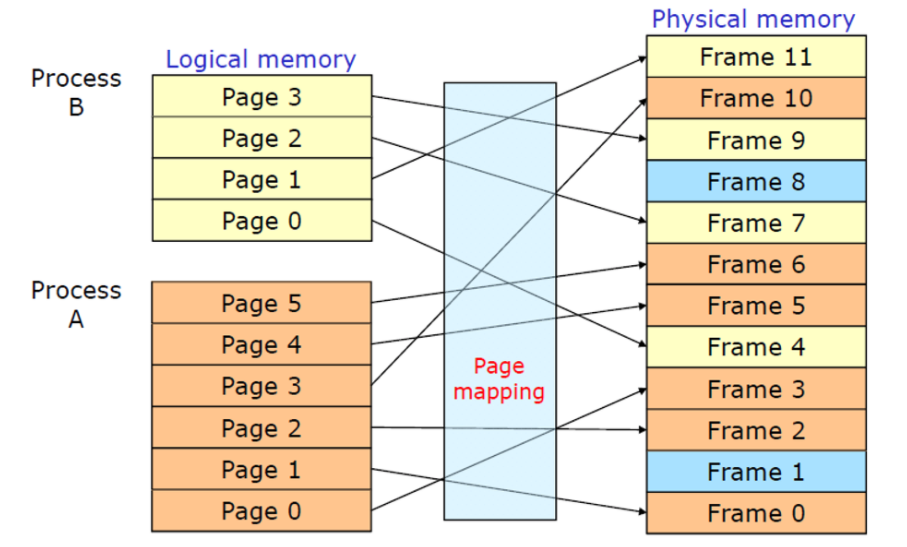 Physical memory
Logical memory
Process
B
Page 3
Page 2
Page 1
Page 0
Process
A
Page 5
Page 4
Page 3
Page 2
Page 1
Page 0
Page
mapping
Frame 11
Frame 10
Frame 9
Frame 8
Frame 7
Frame 6
Frame 5
Frame 4
Frame 3
Frame 2
Frame 1
Frame 0